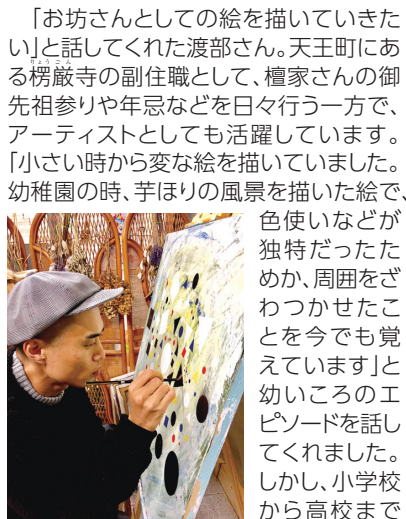 「お坊さんとしての絵を描いていきた
い」と話してくれた渡部さん。天王町にあ
る楞厳寺の副住職として、檀家さんの御
りょうごん
先祖参りや年忌などを日々行う一方で、
アーティストとしても活躍しています。
「小さい時から変な絵を描いていました。
幼稚園の時、芋ほりの風景を描いた絵で、
色使いなどが
独特だったた
めか、周囲をざ
わつかせたこ
とを今でも覚
えています」と
幼いころのエ
ピソードを話し
てくれました。
しかし、小学校
から高校まで